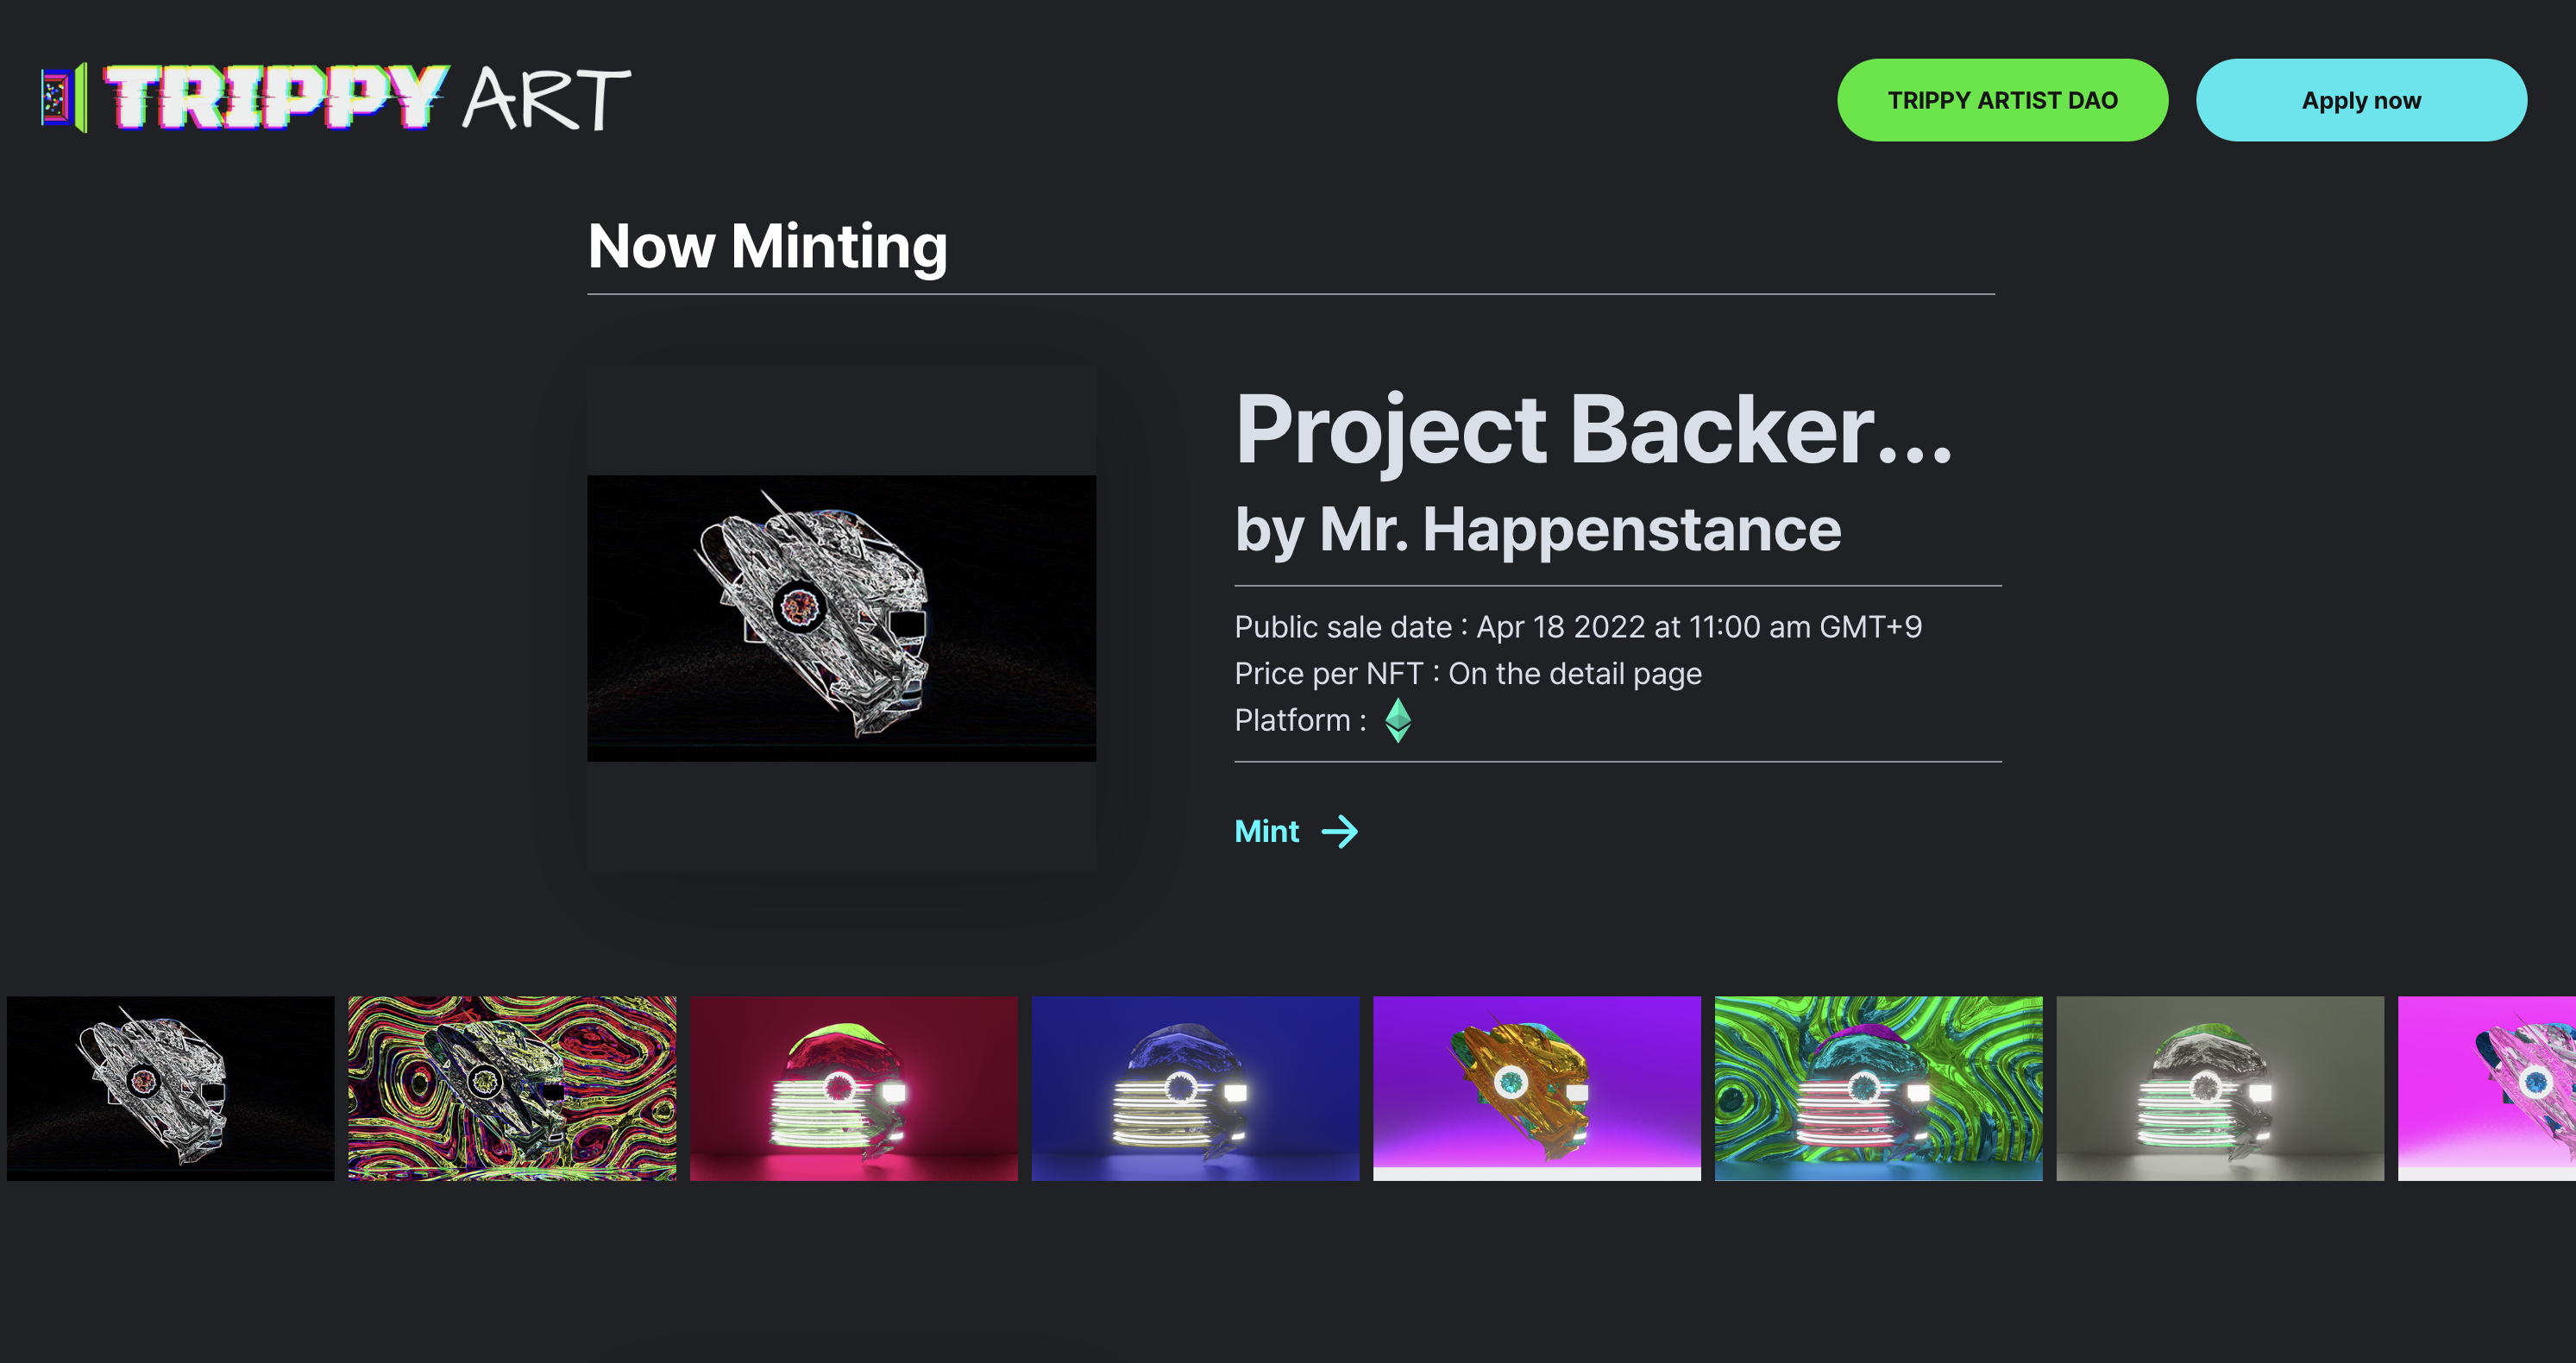 TRIPPY ART
TRIPPY ARTIST DAO
Apply now
Now Minting
Project Backer...
by Mr. Happenstance
Public sale date : Apr 18 2022 at 11:00 am GMT+9
Price per NFT : On the detail page
Platform :
Mint →